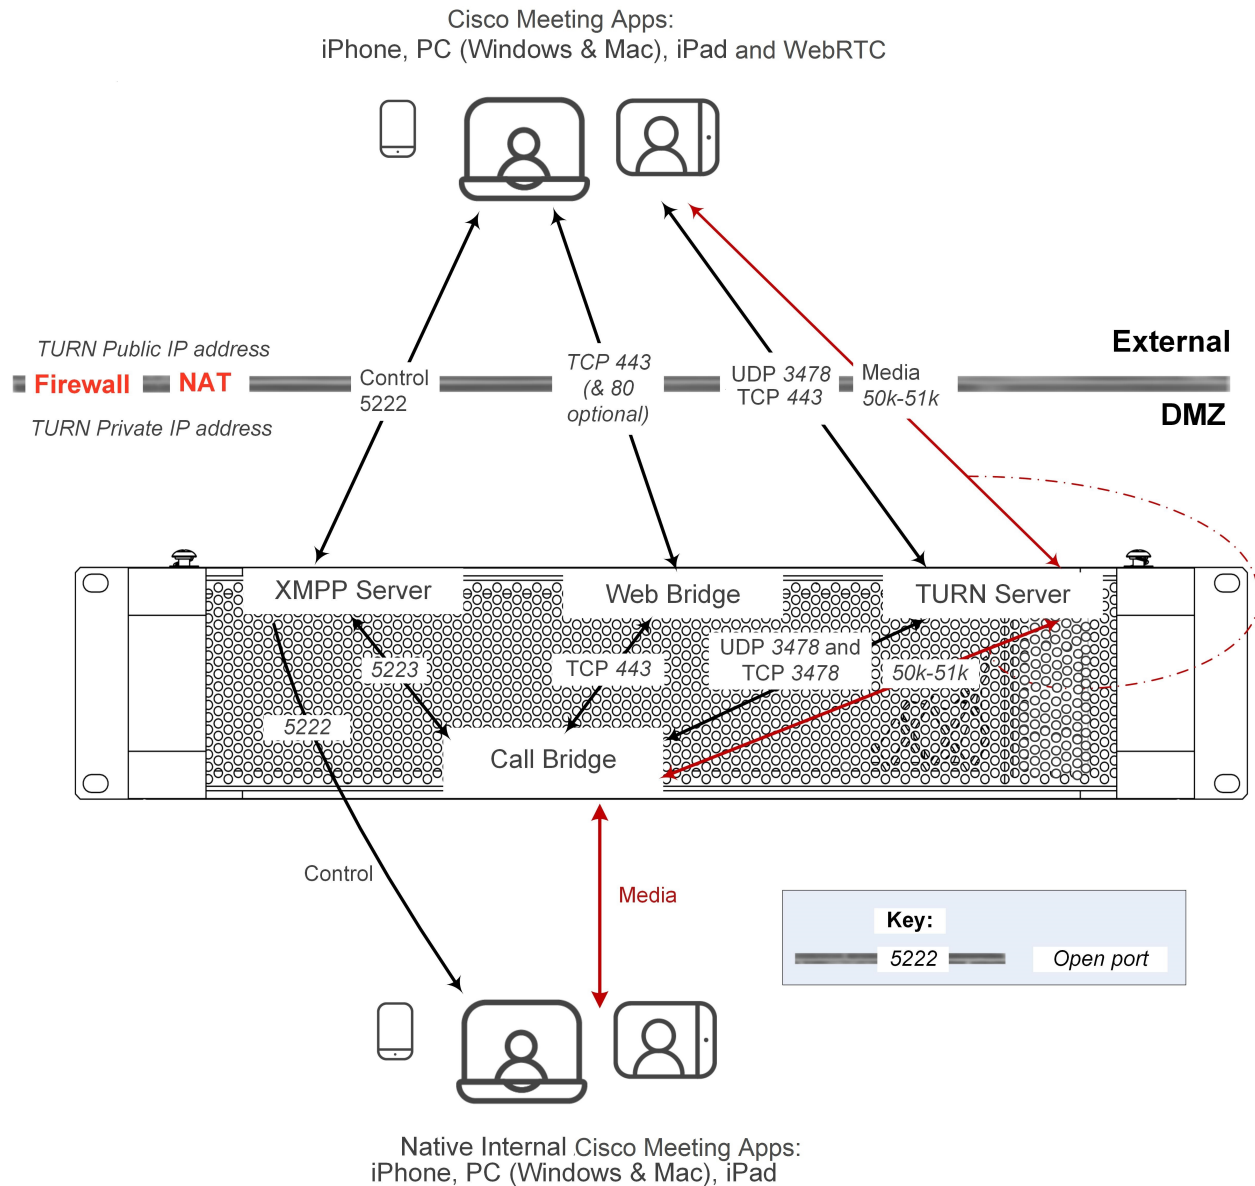 Cisco Meeting Apps:
iPhone, PC (Windows & Mac), iPad and WebRTC
TURN Public IP address
External
Firewall
NAT
Control
5222
TCP 443
(& 80
optional)
UDP 3478
TCP 443
Media
50k-51k
DMZ
TURN Private IP address
XMPP Server
Web Bridge
TURN Server
5223
TCP 443
UDP 3478 and
TCP 3478
50k-51k
5222
Call Bridge
Control
Media
Key:
5222
Open port
Native Internal Cisco Meeting Apps:
iPhone, PC (Windows & Mac), iPad